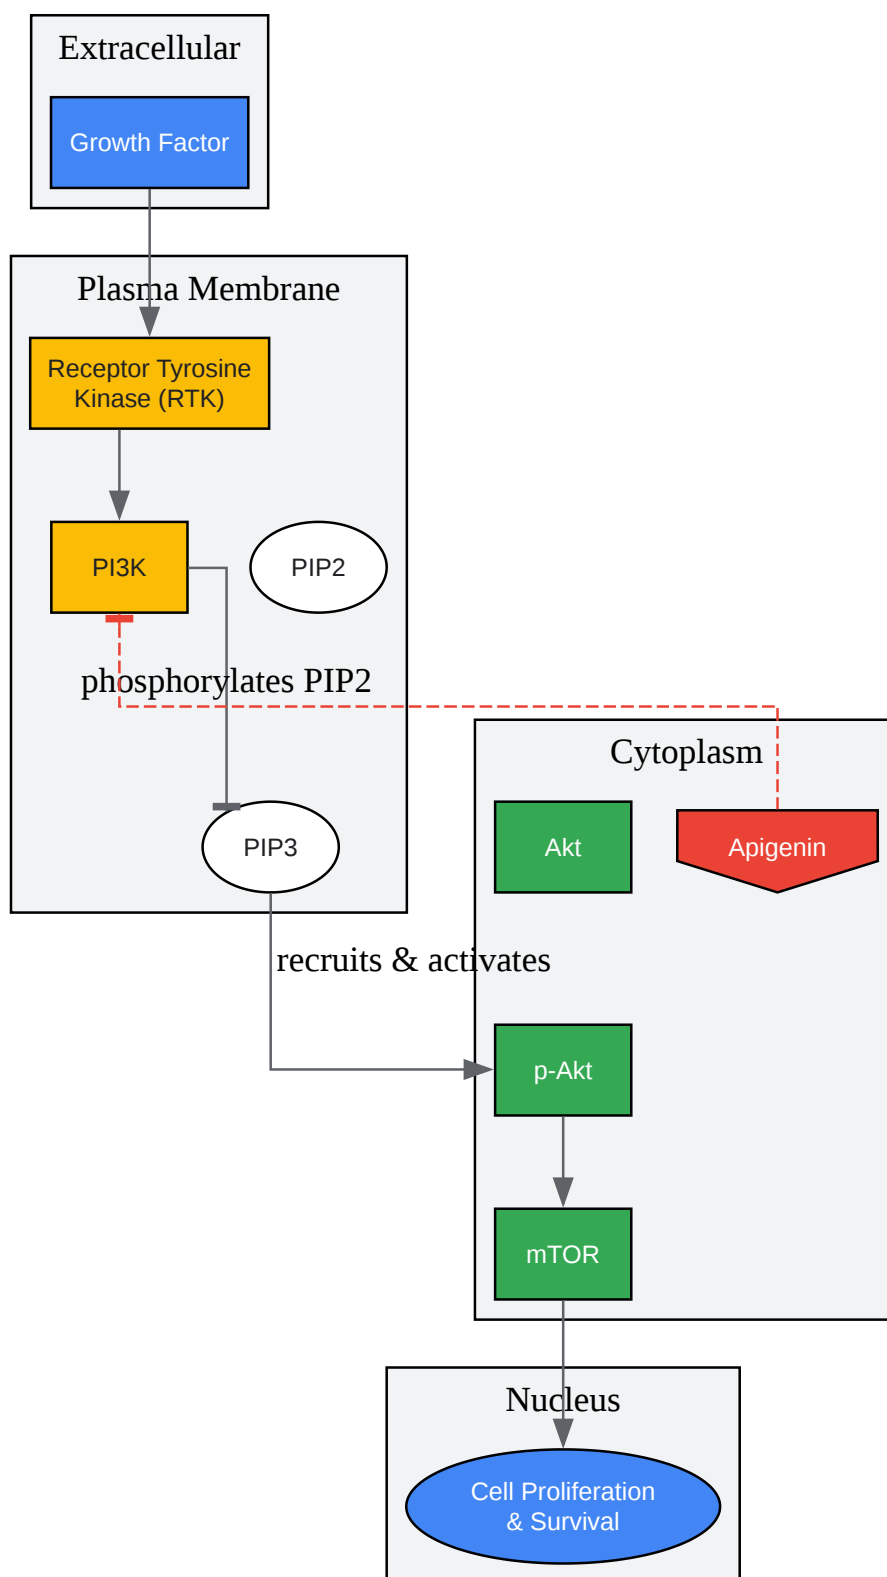 Extracellular
Growth Factor
Plasma Membrane
Receptor Tyrosine
Kinase (RTK)
PI3K
PIP2
phosphorylates PIP2
Cytoplasm
Akt
Apigenin
PIP3
recruits & activates
p-Akt
mTOR
Nucleus
Cell Proliferation
& Survival